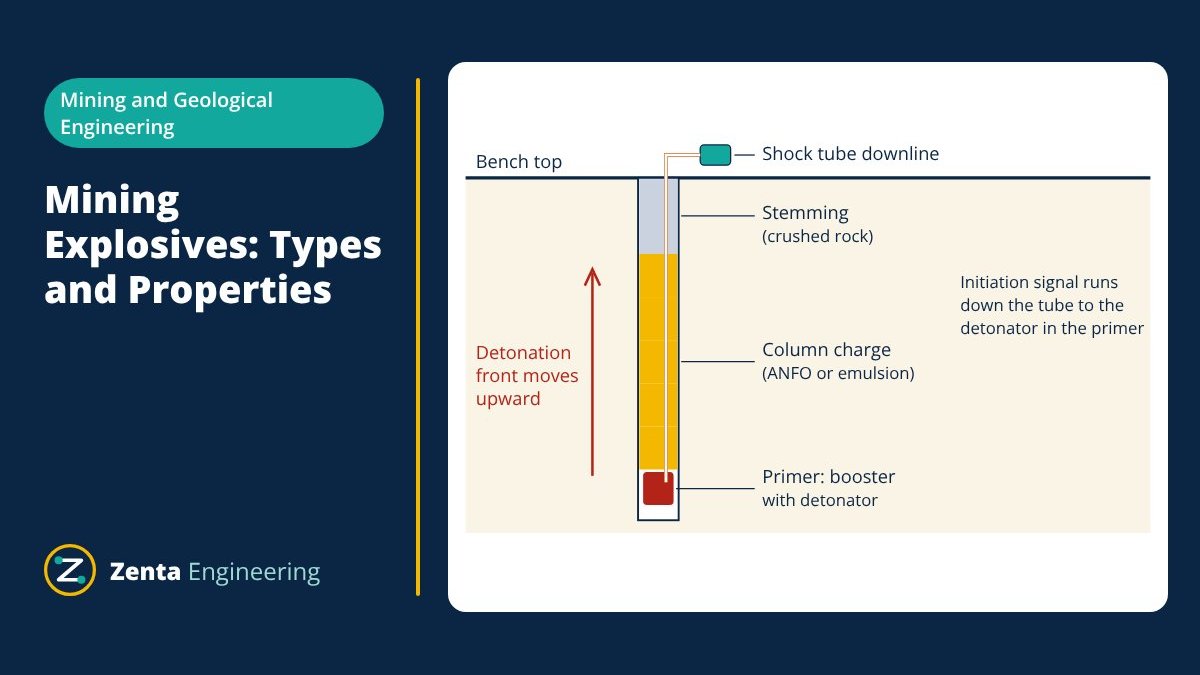 Mining and Geological
Engineering
Mining
Explosives: Types
and Properties
Zenta Engineering
Bench top
Shock tube downline
Stemming
(crushed rock)
Initiation signal runs
down the tube to the
detonator in the primer
Detonation
front moves
upward
Column charge
(ANFO or emulsion)
Primer: booster
with detonator